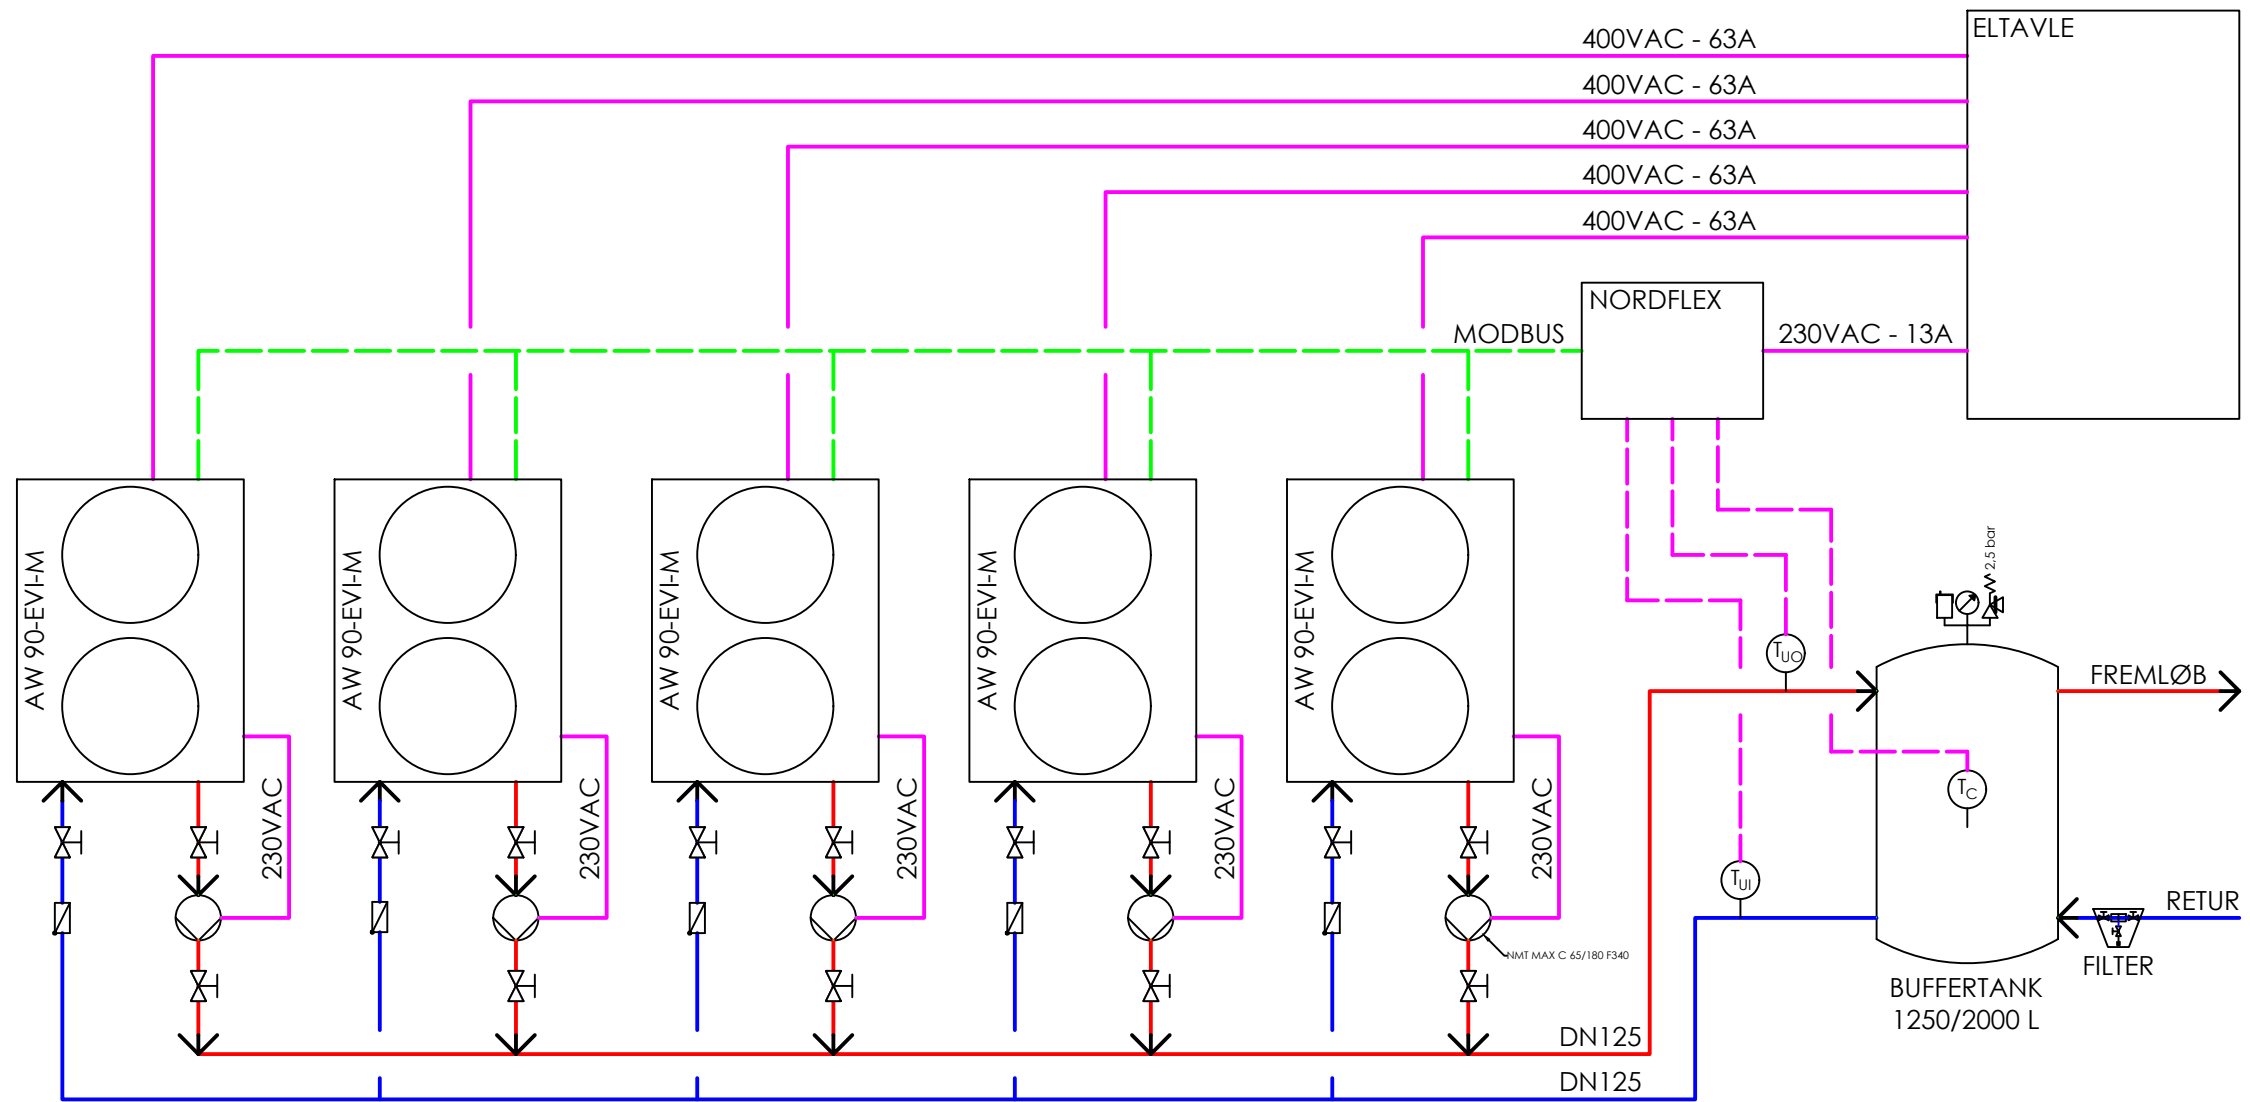 400VAC - 63A
ELTAVLE
400VAC - 63A
400VAC - 63A
400VAC - 63A
400VAC - 63A
NORDFLEX
MODBUS
230VAC - 13A
AW 90-EVI-M
AW 90-EVI-M
AW 90-EVI-M
AW 90-EVI-M
AW 90-EVI-M
2,5 bar
TUO
FREMLØB
TC
230VAC
230VAC
230VAC
230VAC
230VAC
TUI
RETUR
NMT MAX C 65/180 F340
FILTER
BUFFERTANK
1250/2000 L
DN125
DN125